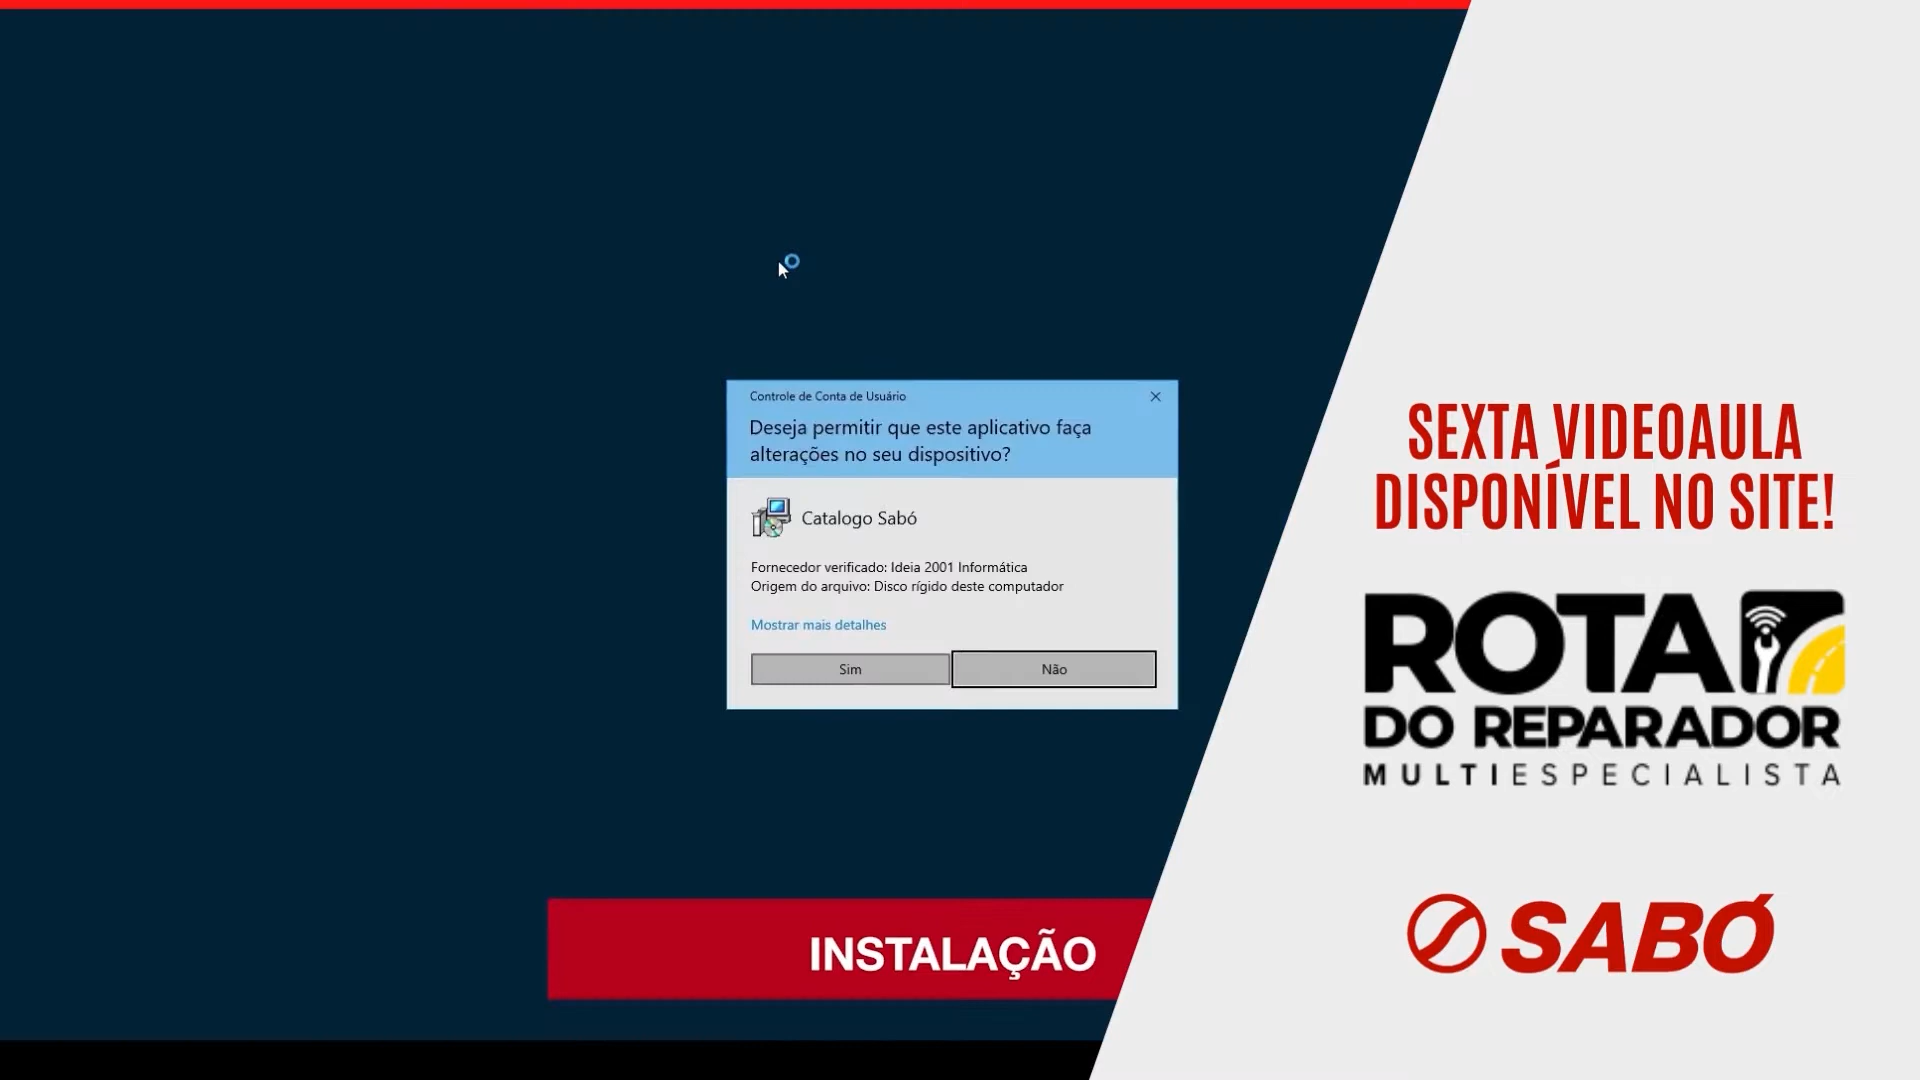 Controle de Conta de Usuário
Deseja permitir que este aplicativo faça
alterações no seu dispositivo?
Catalogo Sabó
Fornecedor verificado: Ideia 2001 Informática
Origem do arquivo: Disco rígido deste computador
Mostrar mais detalhes
Sim
Não
INSTALAÇÃO
SEXTA VIDEOAULA
DISPONÍVEL NO SITE!
ROTA
DO REPARADOR
MULTIESPECIALISTA
SABÓ